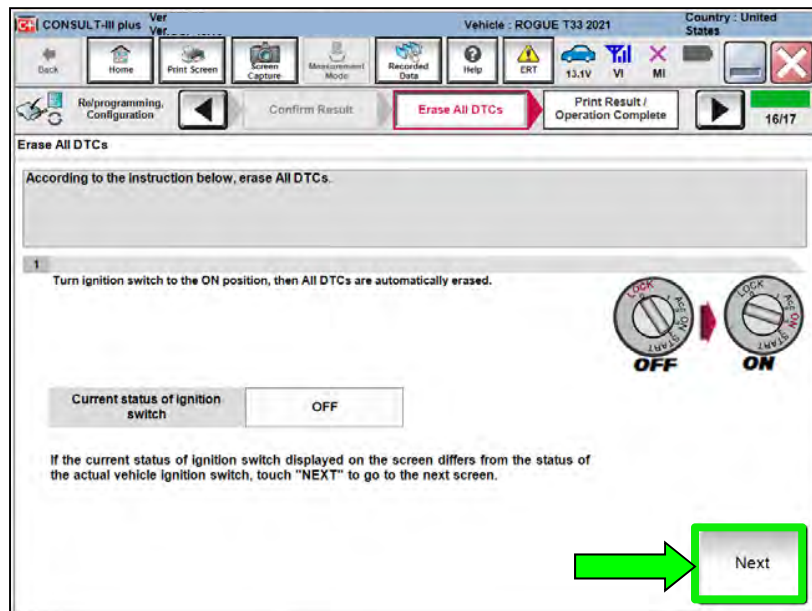 CONSULT-III plus Ver
Ver.
Vehicle : ROGUE T33 2021
Country : United
States
Back
Home
Print Screen
Screen
Capture
Measurement
Mode
Recorded
Data
Help
ERT
13.1V
VI
MI
Re/programming,
Configuration
Confirm Result
Erase All DTCs
Print Result /
Operation Complete
16/17
Erase All DTCs
According to the instruction below, erase All DTCs.
1
Turn ignition switch to the ON position, then All DTCs are automatically erased.
LOCK
Acc
ON
START
OFF
LOCK
Acc
ON
START
ON
Current status of ignition
switch
OFF
If the current status of ignition switch displayed on the screen differs from the status of
the actual vehicle ignition switch, touch "NEXT" to go to the next screen.
Next